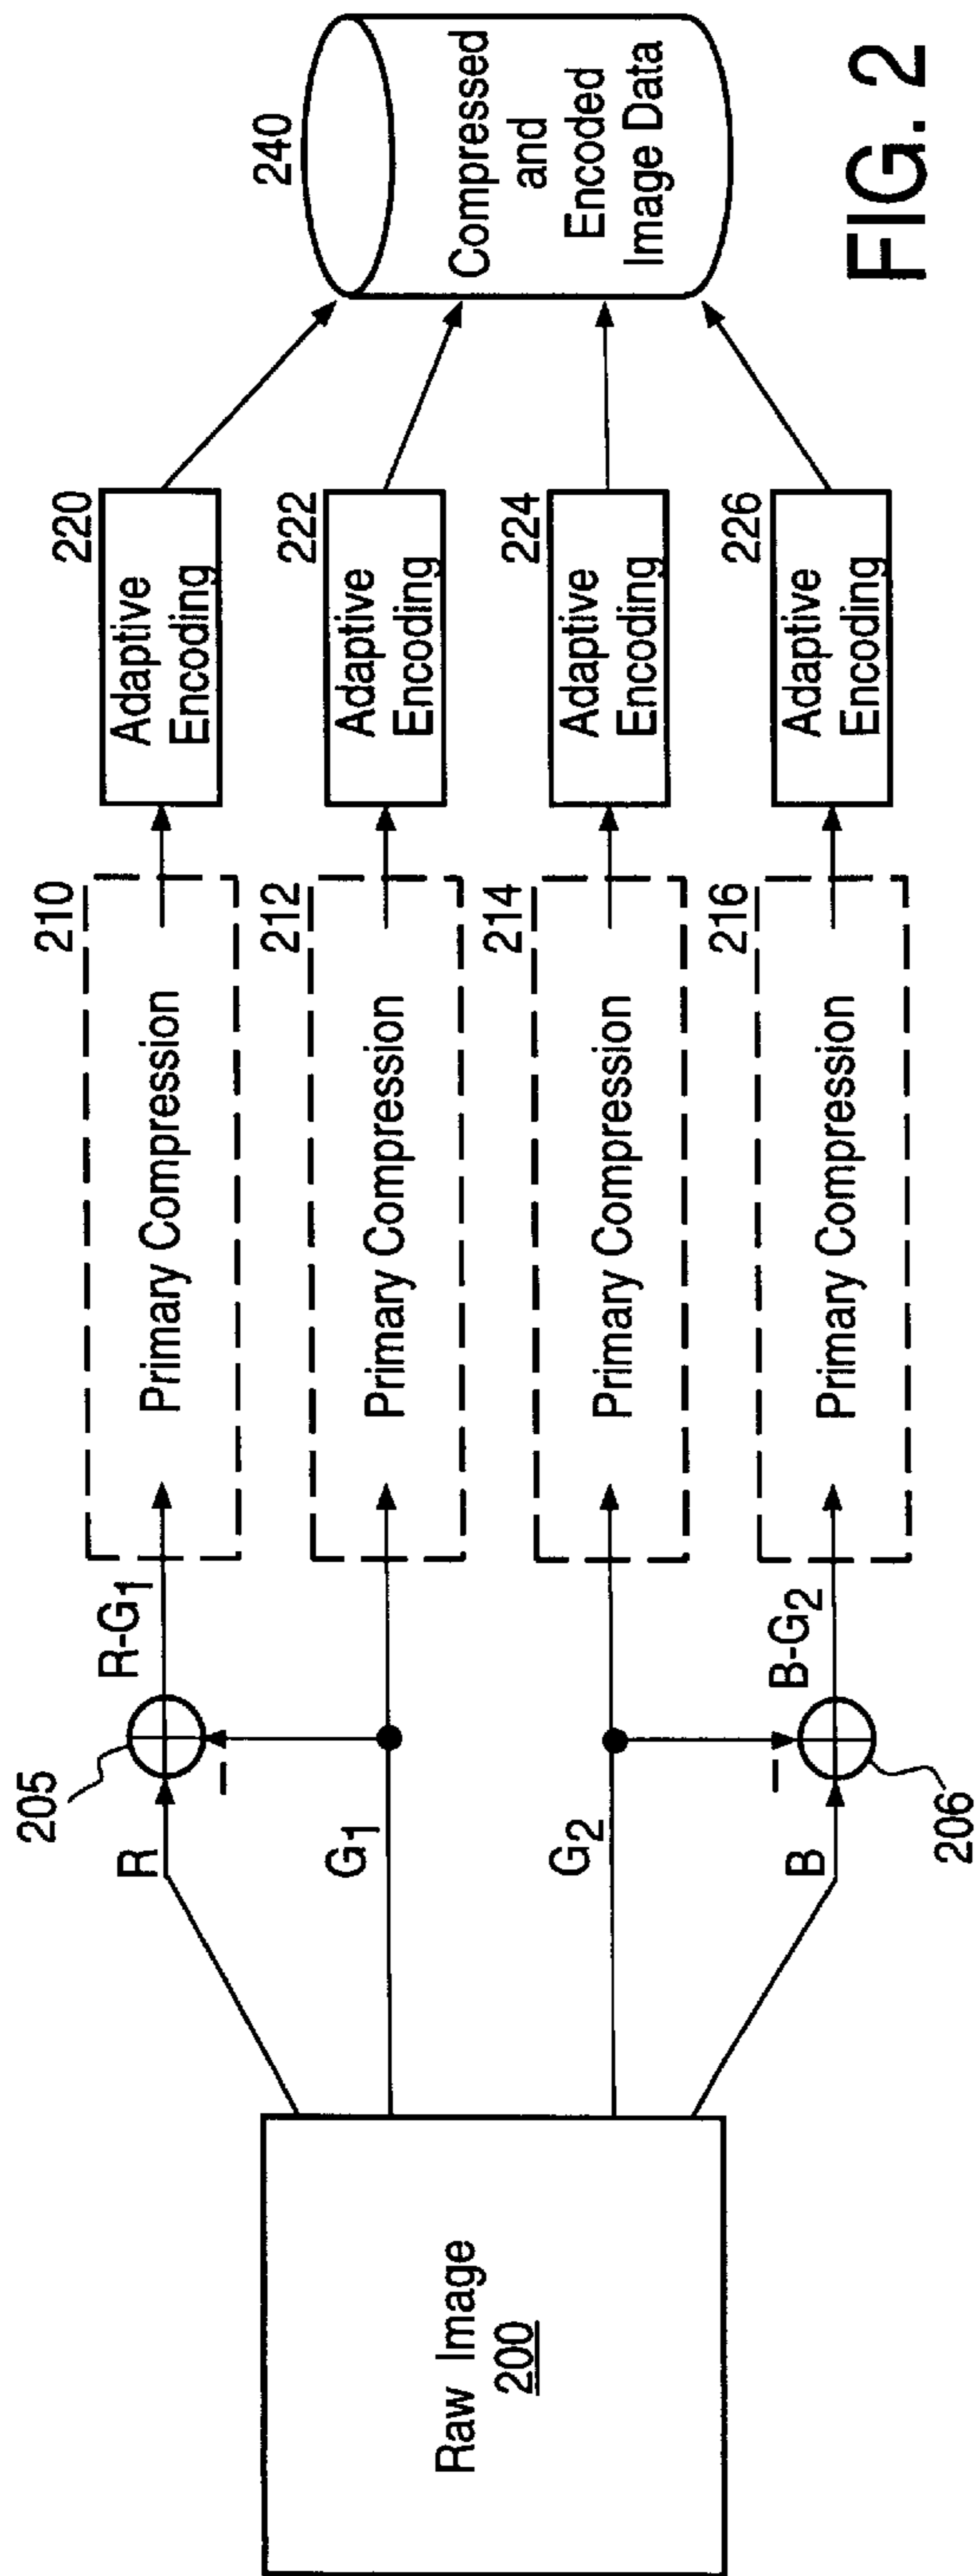 Raw Image
200
R
G1
G2
B
205
206
R-G1
B-G2
–
–
210
Primary Compression
212
Primary Compression
214
Primary Compression
216
Primary Compression
220
Adaptive
Encoding
222
Adaptive
Encoding
224
Adaptive
Encoding
226
Adaptive
Encoding
240
Compressed
and
Encoded
Image Data
FIG. 2